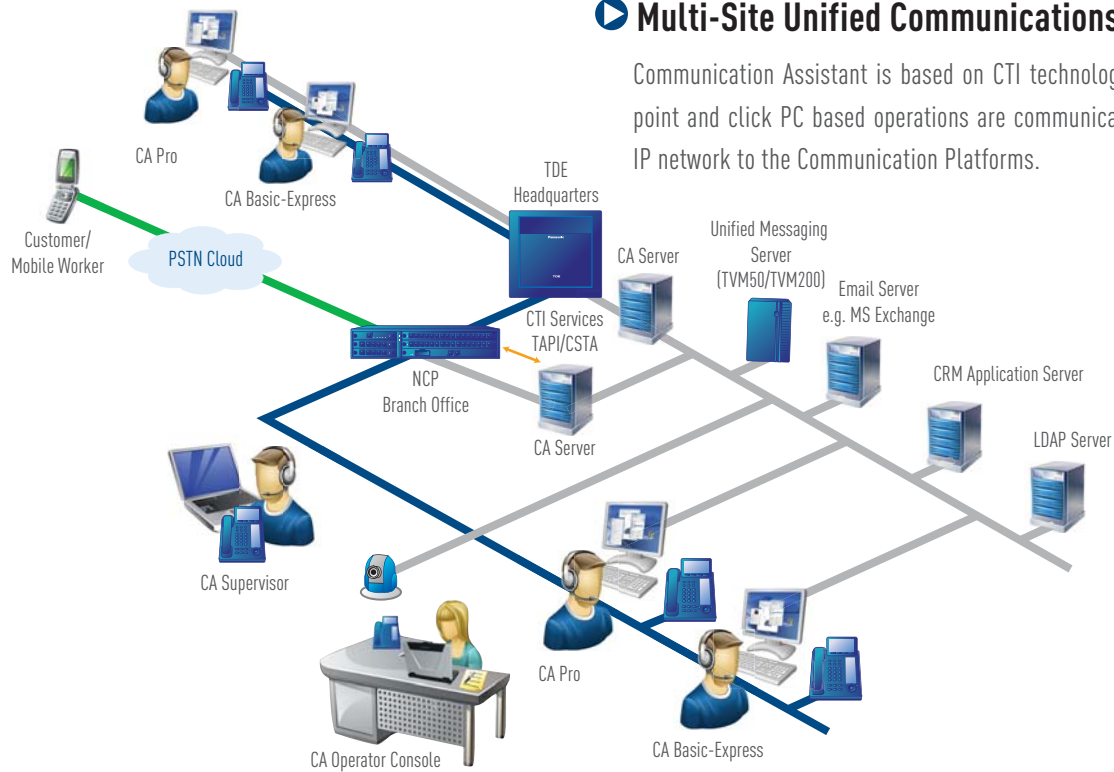 Multi-Site Unified Communications
Communication Assistant is based on CTI
point and click PC based operations are
IP network to the Communication Platforms.
CA Pro
CA Basic-Express
Customer/
Mobile Worker
PSTN Cloud
TDE
Headquarters
Panasonic
TDE
CA Server
Unified Messaging
Server
(TVM50/TVM200)
Email Server
e.g. MS Exchange
CTI Services
TAPI/CSTA
NCP
Branch Office
CA Server
CRM Application Server
LDAP Server
CA Supervisor
CA Pro
CA Operator Console
CA Basic-Express